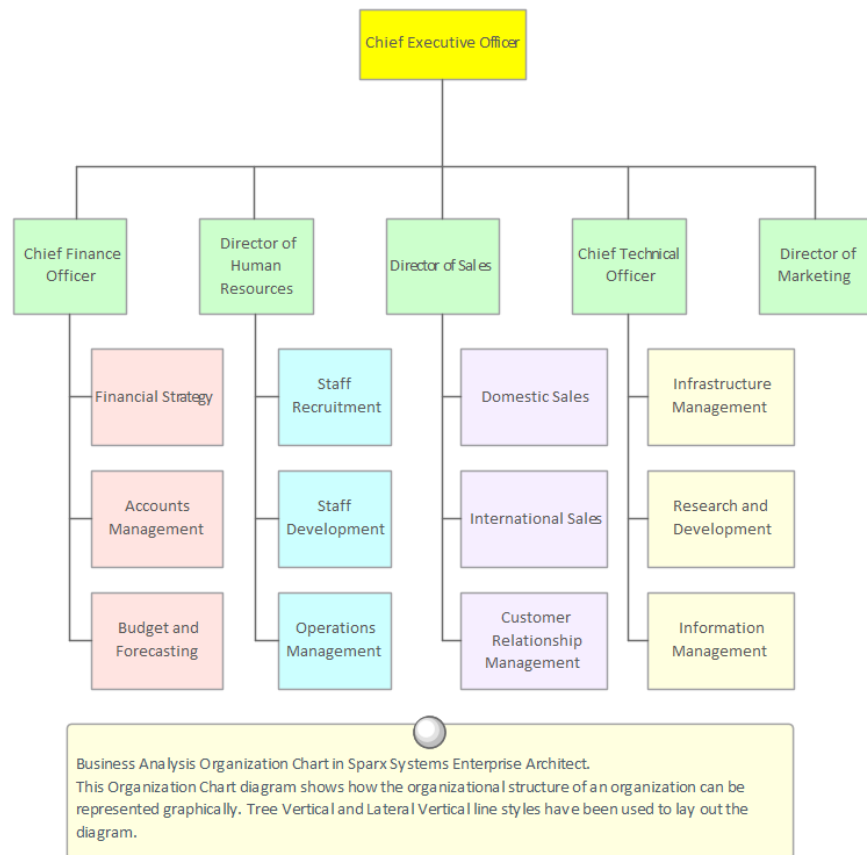 Chief Executive Officer
Chief Finance
Officer
Director of
Human
Resources
Director of Sales
Chief Technical
Officer
Director of
Marketing
Financial Strategy
Staff
Recruitment
Domestic Sales
Infrastructure
Management
Accounts
Management
Staff
Development
International Sales
Research and
Development
Budget and
Forecasting
Operations
Management
Customer
Relationship
Management
Information
Management
Business Analysis Organization Chart in Sparx Systems Enterprise Architect.
This Organization Chart diagram shows how the organizational structure of an organization can be
represented graphically. Tree Vertical and Lateral Vertical line styles have been used to lay out the
diagram.